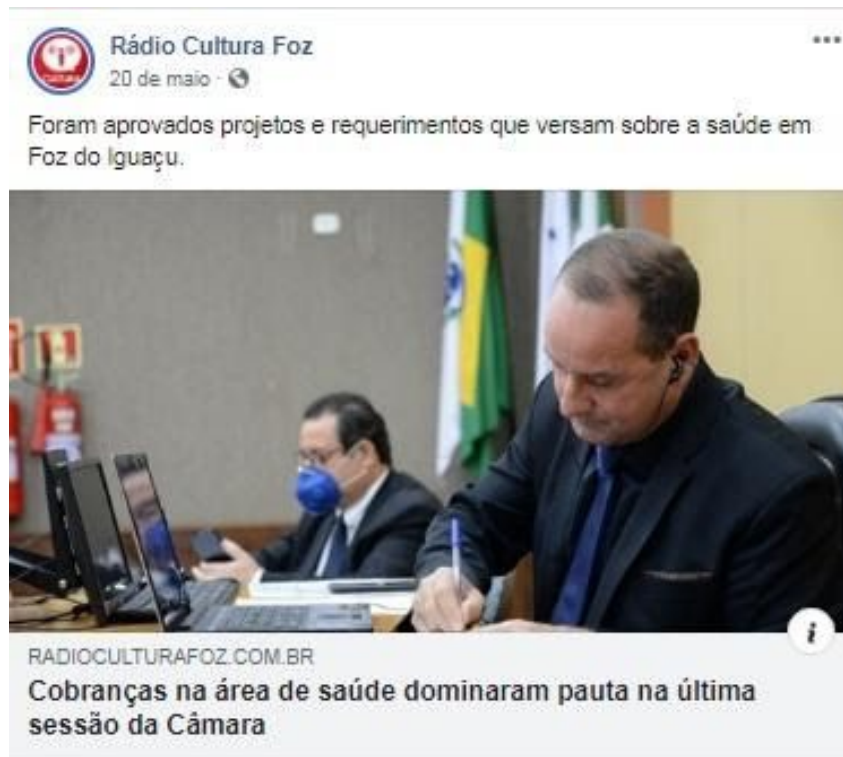 Rádio Cultura Foz
20 de maio
Foram aprovados projetos e requerimentos que versam sobre a saúde em
Foz do Iguaçu.
CULTURA
RADIOCULTURAFOZ.COM.BR
Cobranças na área de saúde dominaram pauta na última
sessão da Câmara